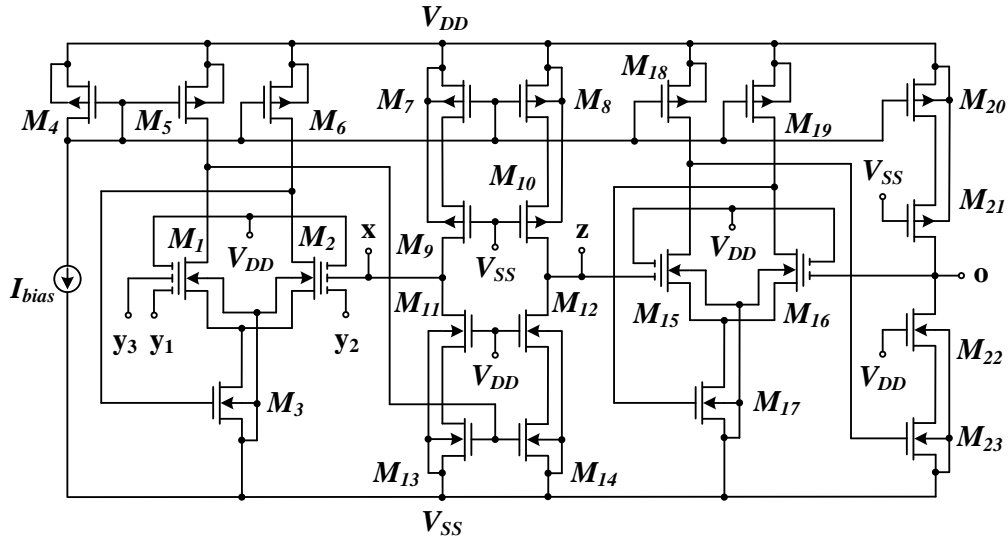 V_DD
M_18
M_4 M_5 M_6 M_7 M_8 M_19 M_20
M_10
V_SS
M_21
M_1 M_2 x z
V_DD M_9 V_SS V_DD
I_bias M_11 M_12 M_15 M_16 o
y_3 y_1 y_2
V_DD V_DD M_22
M_3 M_17
M_13 M_14 M_23
V_SS